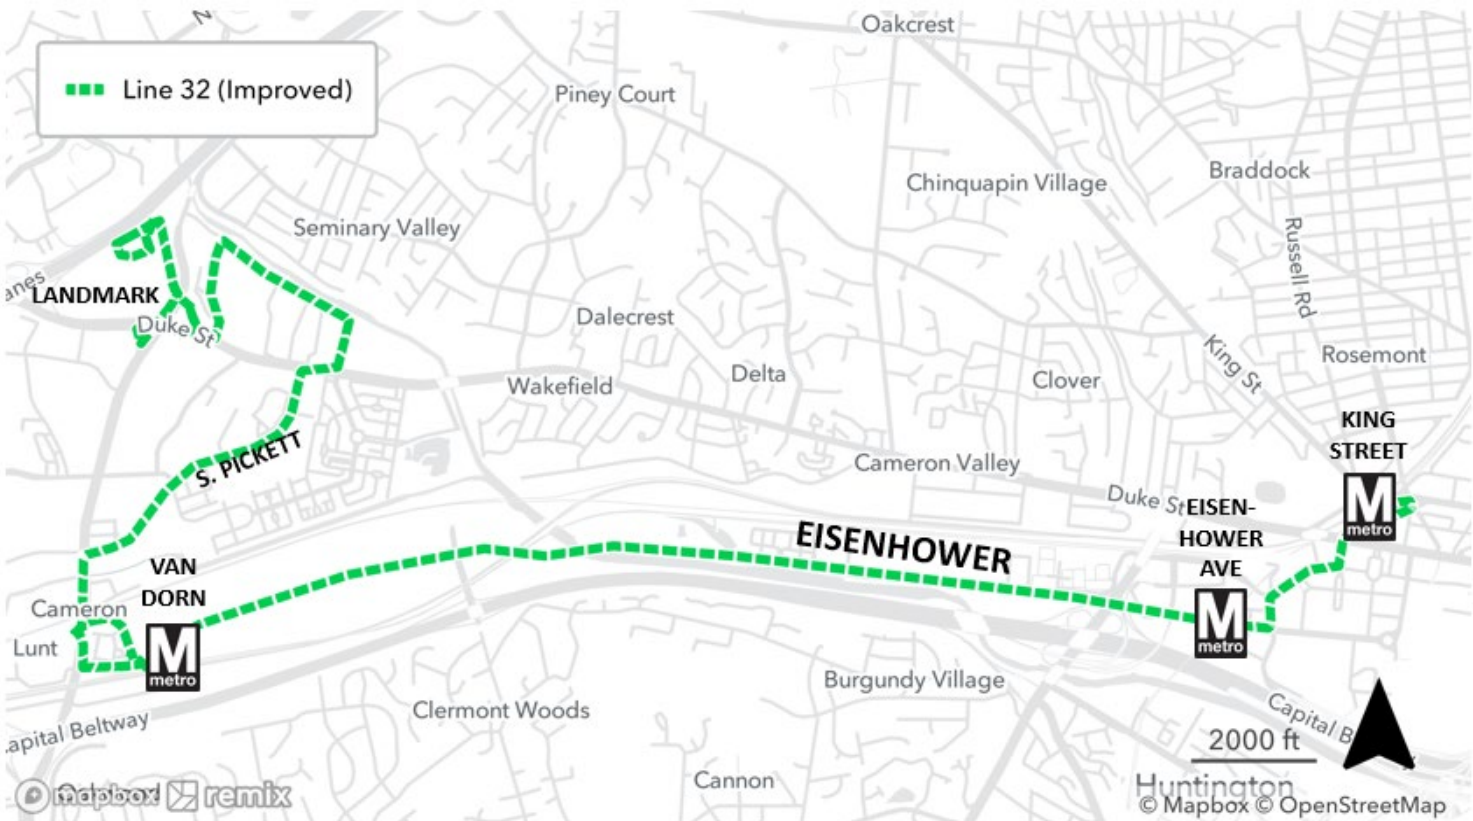 Oakcrest
Line 32 (Improved)
Piney Court
Braddock
Chinquapin Village
Russell Rd
Seminary Valley
LANDMARK
Duke St
Dalecrest
King St
Rosemont
Delta
Clover
Wakefield
KING
STREET
M
metro
S. PICKETT
Cameron Valley
Duke St
EISEN-
HOWER
AVE
M
metro
EISENHOWER
VAN
DORN
M
metro
Cameron
Lunt
Burgundy Village
Clermont Woods
Capital Beltway
Capital B
2000 ft
Cannon
Huntington
mapbox remix
© Mapbox © OpenStreetMap